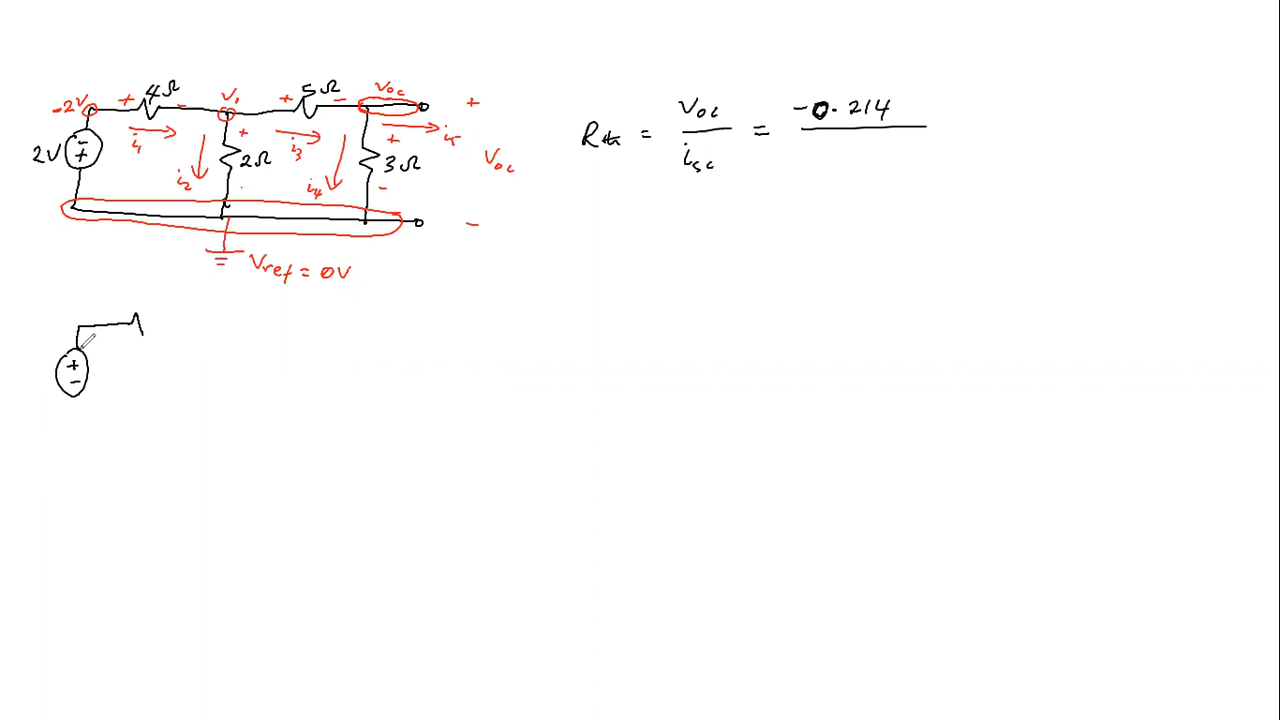 -2V + 4Ω - V₁ + 5Ω - Voc +
i₁ + i₃ + i₅
2V - + i₂ 2Ω i₄ 3Ω Voc
- -
Vref = 0V
Rth = Voc / isc = -0.214
+
-